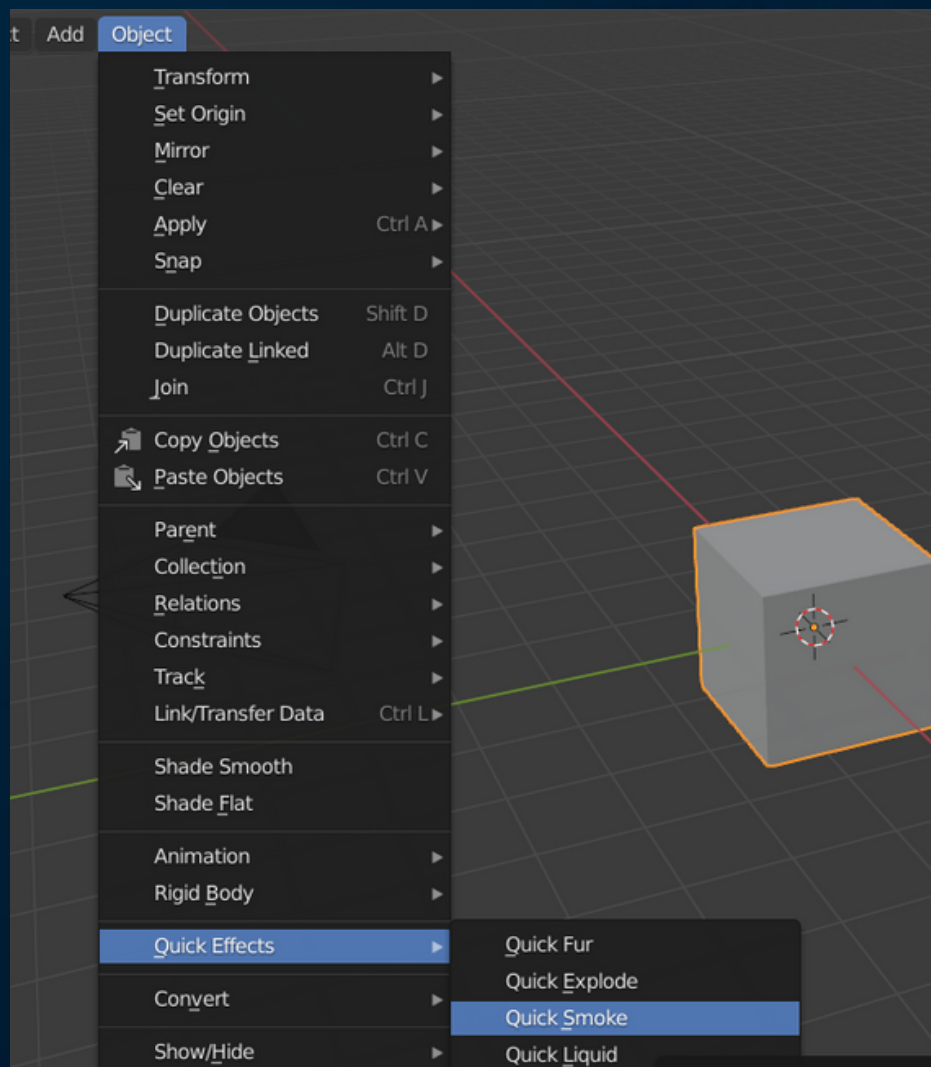 t Add Object
Transform
Set Origin
Mirror
Clear
Apply Ctrl A
Snap
Duplicate Objects Shift D
Duplicate Linked Alt D
Join Ctrl J
Copy Objects Ctrl C
Paste Objects Ctrl V
Parent
Collection
Relations
Constraints
Track
Link/Transfer Data Ctrl L
Shade Smooth
Shade Flat
Animation
Rigid Body
Quick Effects
Quick Fur
Quick Explode
Quick Smoke
Quick Liquid
Convert
Show/Hide